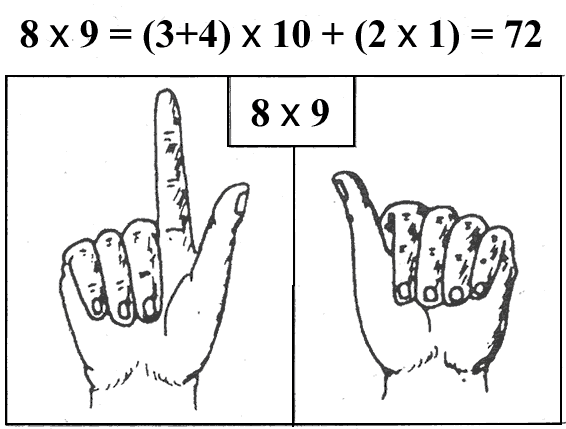 8 x 9 = (3+4) x 10 + (2 x 1) = 72
8 x 9